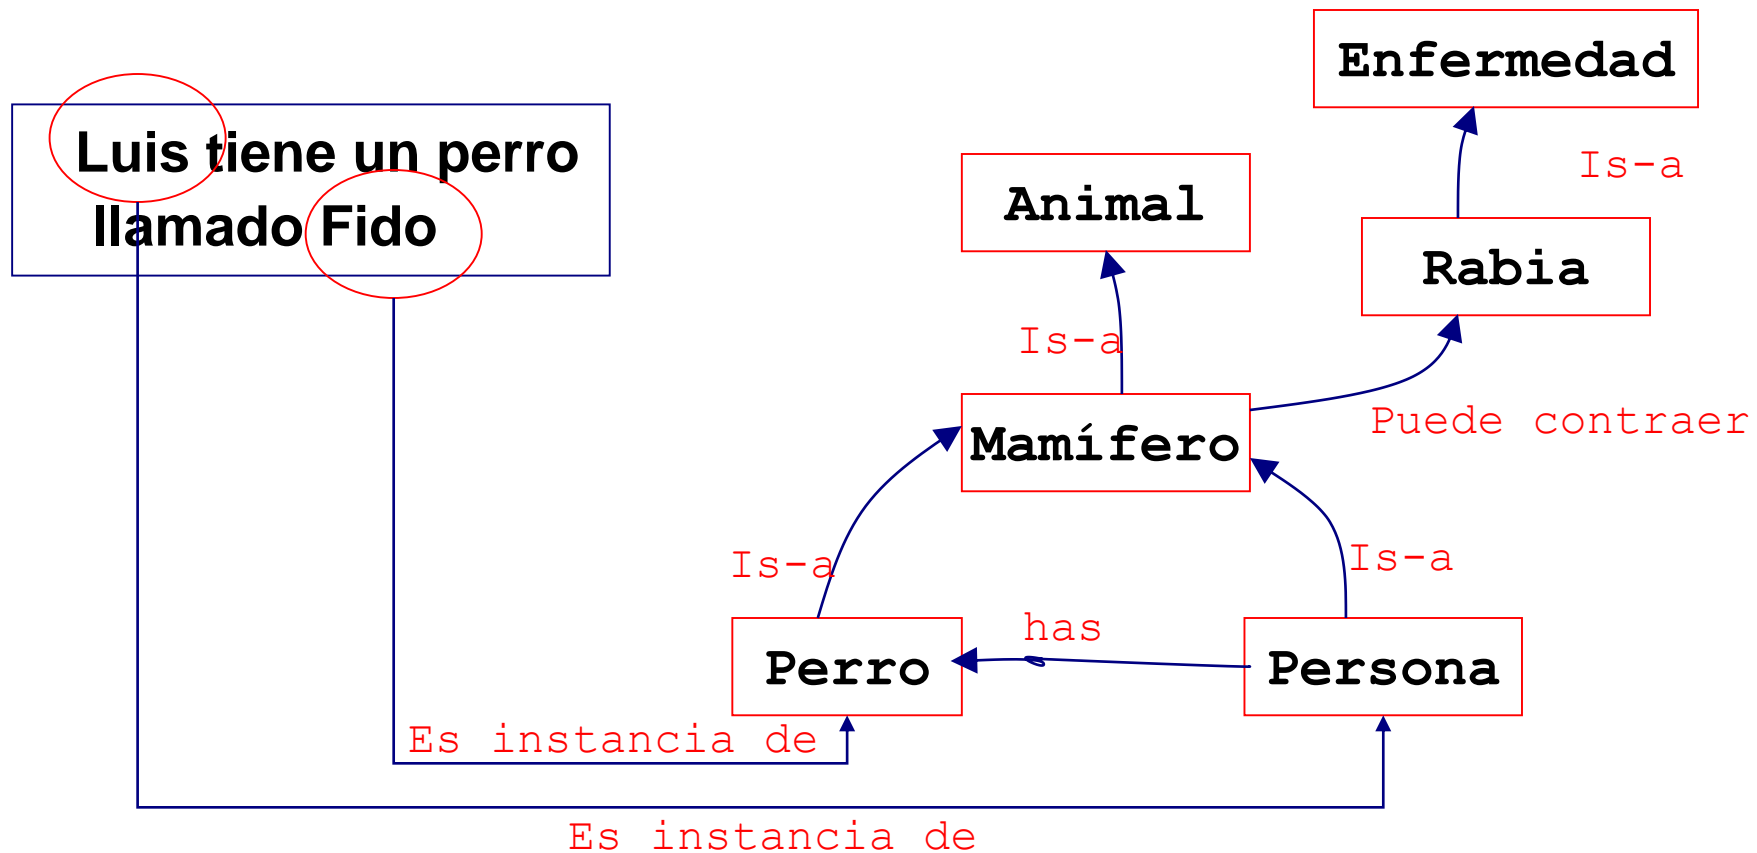 Enfermedad
Luis tiene un perro
llamado Fido
Is-a
Animal
Rabia
Is-a
Puede contraer
Mamífero
Is-a
Is-a
has
Perro
Persona
Es instancia de
Es instancia de